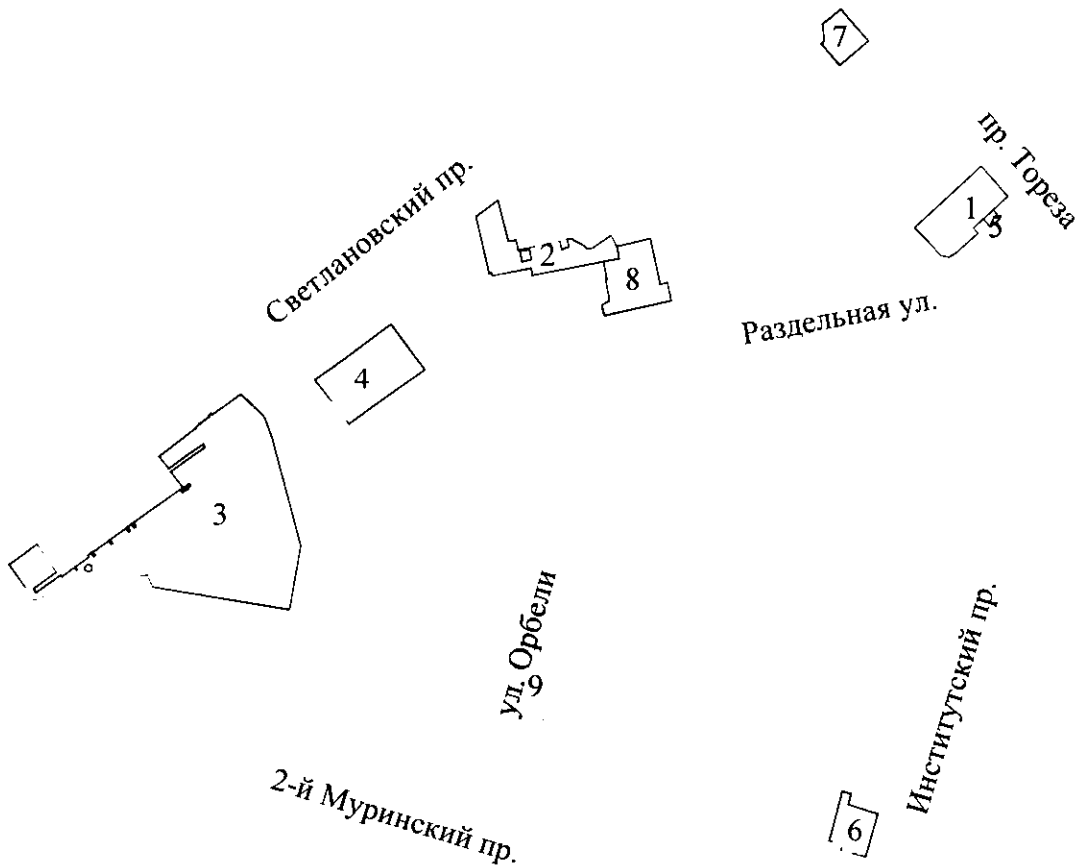 7
пр. Тореза
1
5
Светлановский пр.
2
8
Раздельная ул.
4
3
ул. Орбели
9
Институтский пр.
2-й Муринский пр.
6